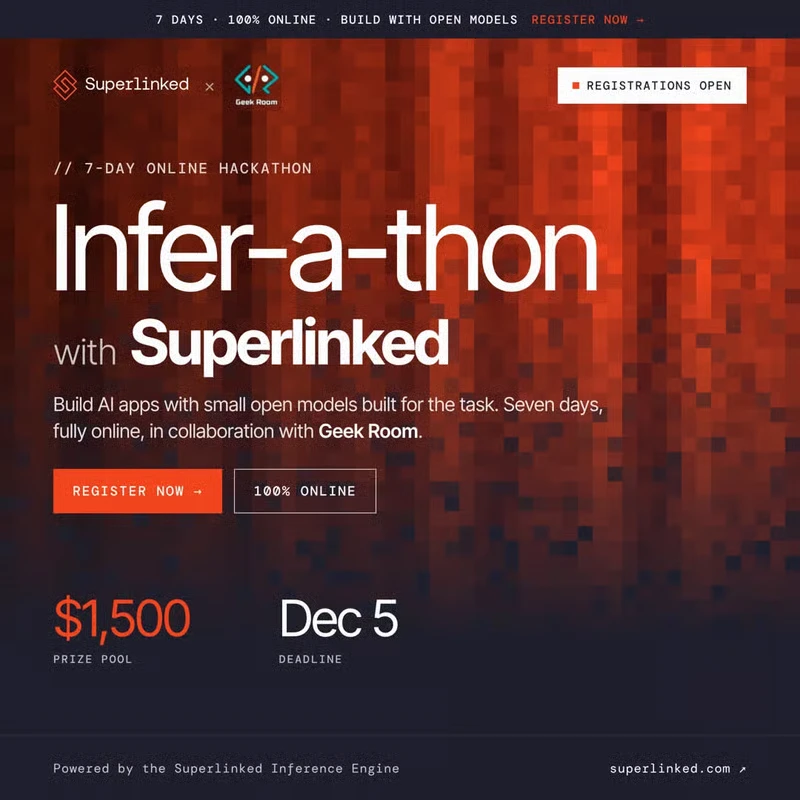 7 DAYS · 100% ONLINE · BUILD WITH OPEN MODELS REGISTER NOW →
Superlinked × Geek Room
REGISTRATIONS OPEN
// 7-DAY ONLINE HACKATHON
Infer-a-thon
with Superlinked
Build AI apps with small open models built for the task. Seven days,
fully online, in collaboration with Geek Room.
REGISTER NOW → 100% ONLINE
$1,500 Dec 5
PRIZE POOL DEADLINE
Powered by the Superlinked Inference Engine superlinked.com ↗